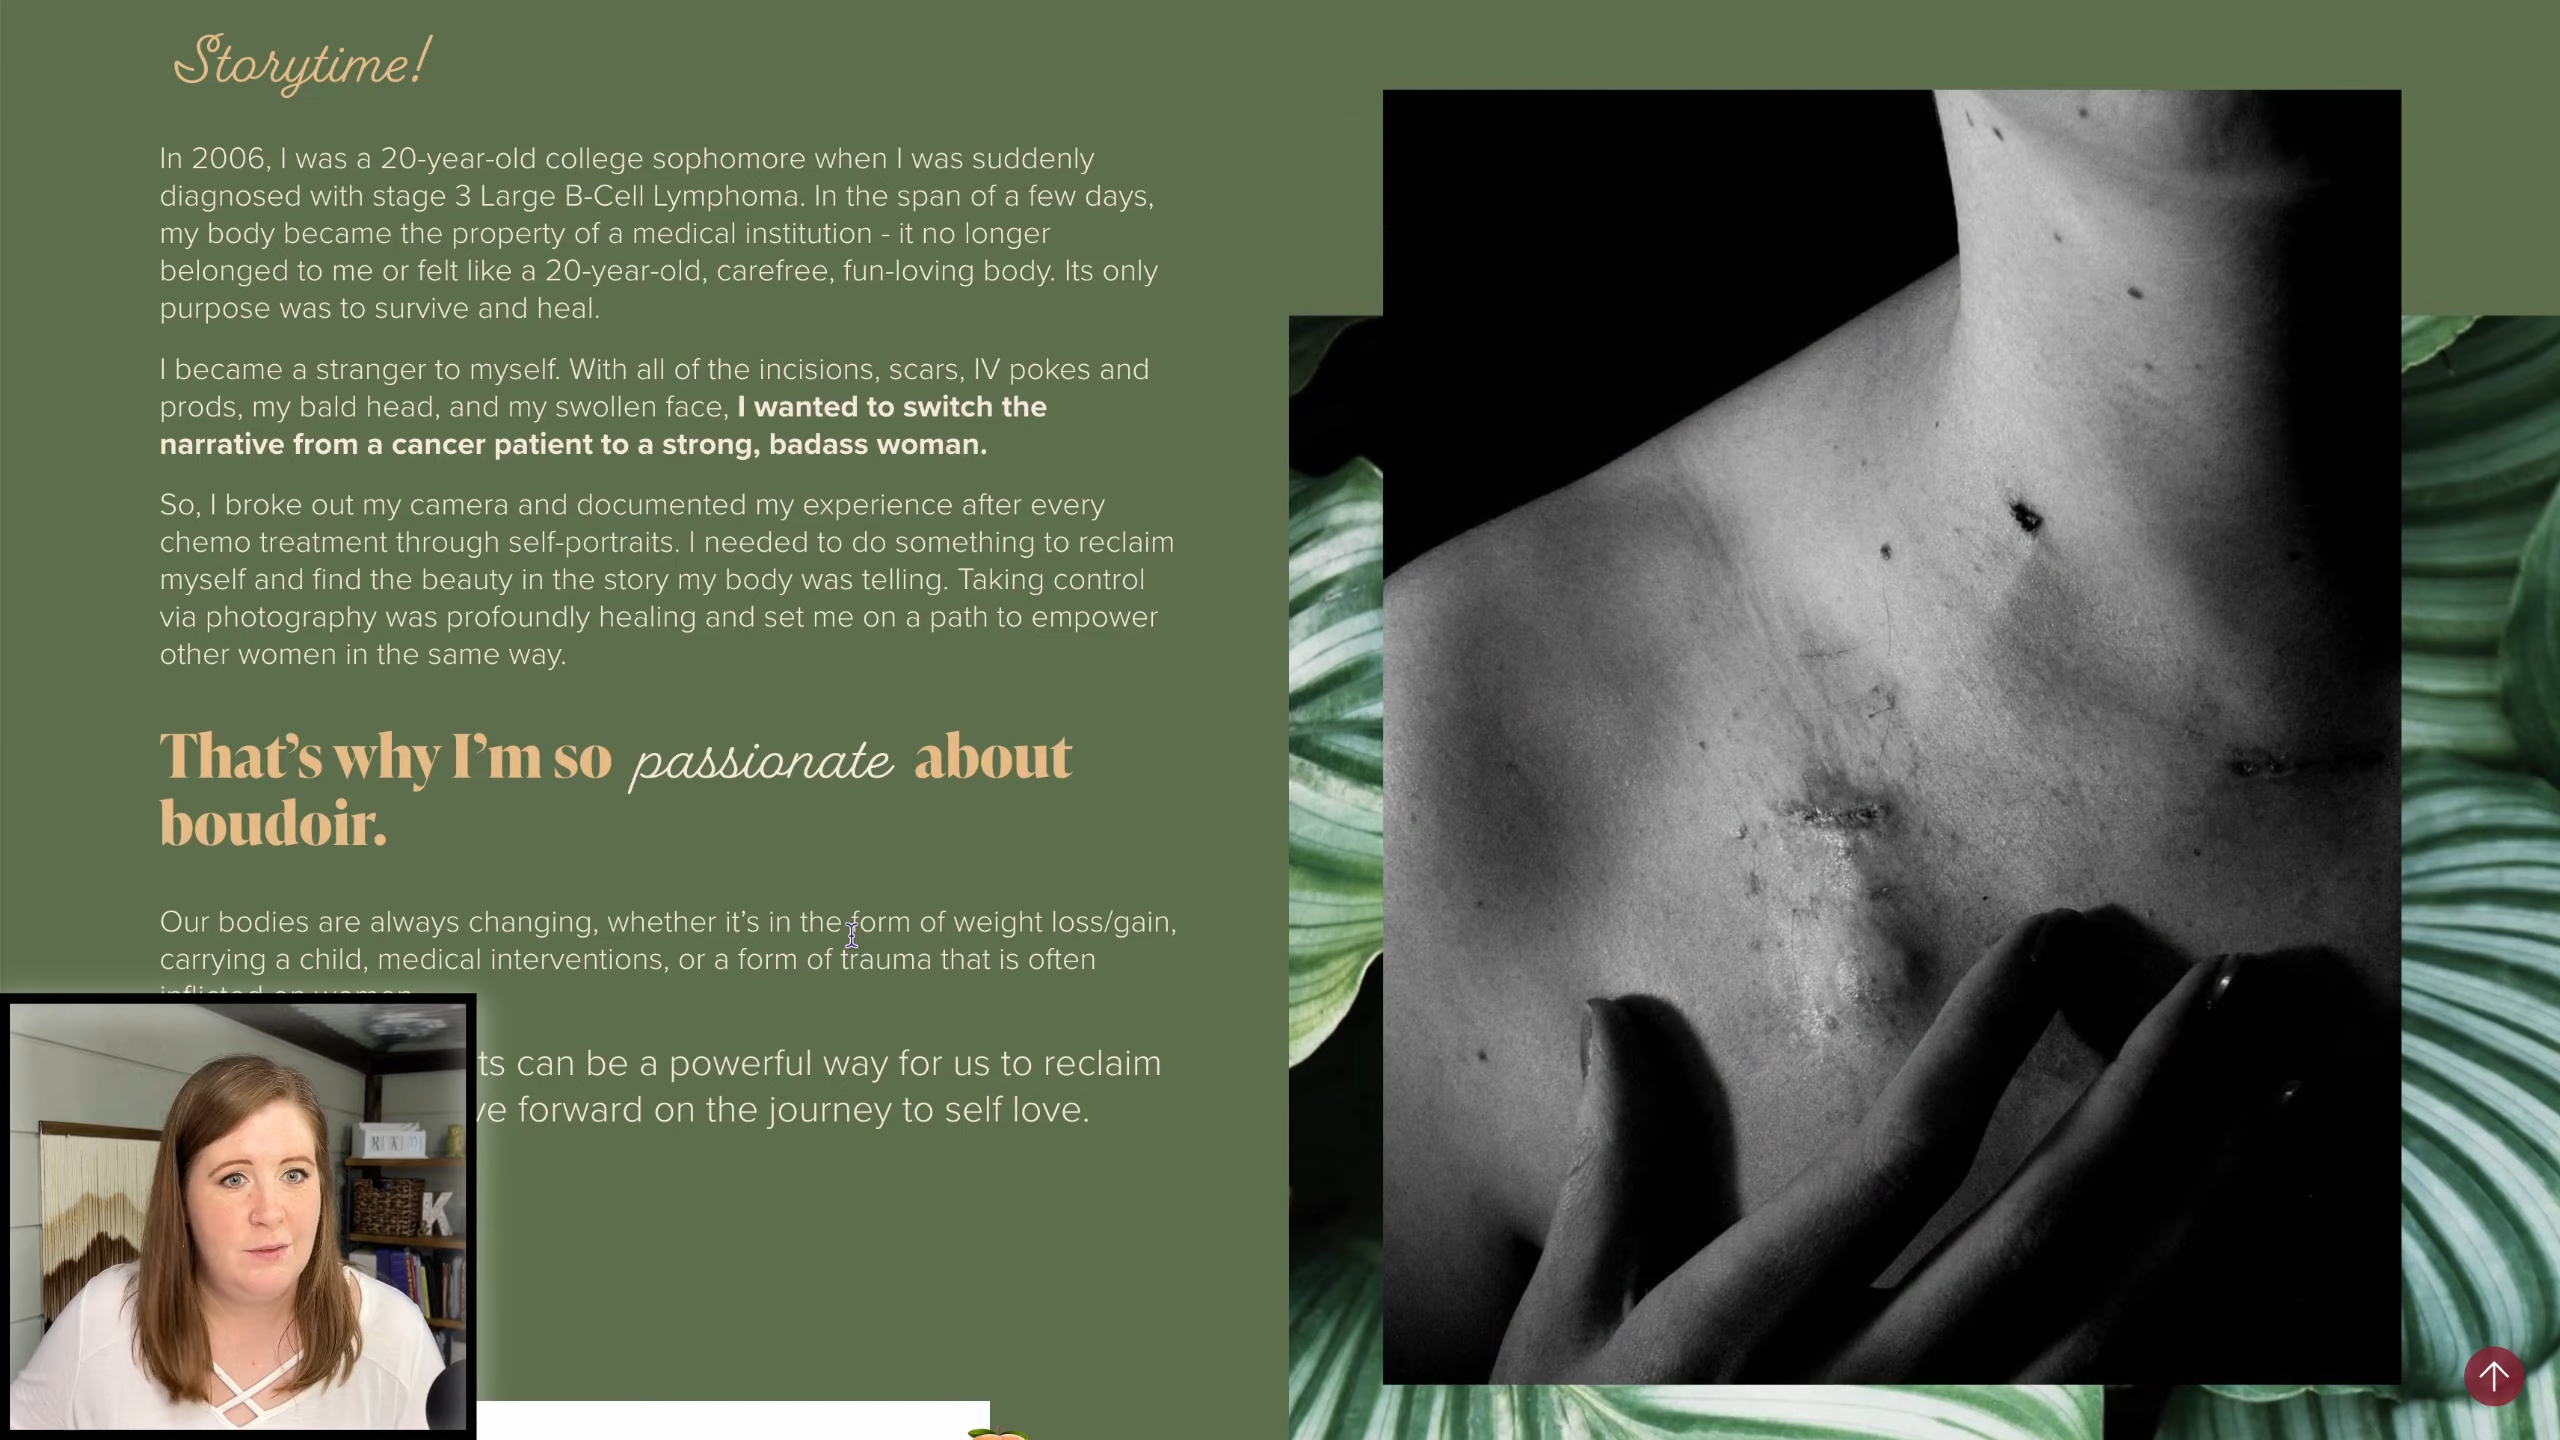 Storytime!
In 2006, I was a 20-year-old college sophomore when I was suddenly
diagnosed with stage 3 Large B-Cell Lymphoma. In the span of a few days,
my body became the property of a medical institution - it no longer
belonged to me or felt like a 20-year-old, carefree, fun-loving body. Its only
purpose was to survive and heal.
I became a stranger to myself. With all of the incisions, scars, IV pokes and
prods, my bald head, and my swollen face, I wanted to switch the
narrative from a cancer patient to a strong, badass woman.
So, I broke out my camera and documented my experience after every
chemo treatment through self-portraits. I needed to do something to reclaim
myself and find the beauty in the story my body was telling. Taking control
via photography was profoundly healing and set me on a path to empower
other women in the same way.
That’s why I’m so passionate about
boudoir.
Our bodies are always changing, whether it’s in the form of weight loss/gain,
carrying a child, medical interventions, or a form of trauma that is often
inflicted on women.
ts can be a powerful way for us to reclaim
ve forward on the journey to self love.
K